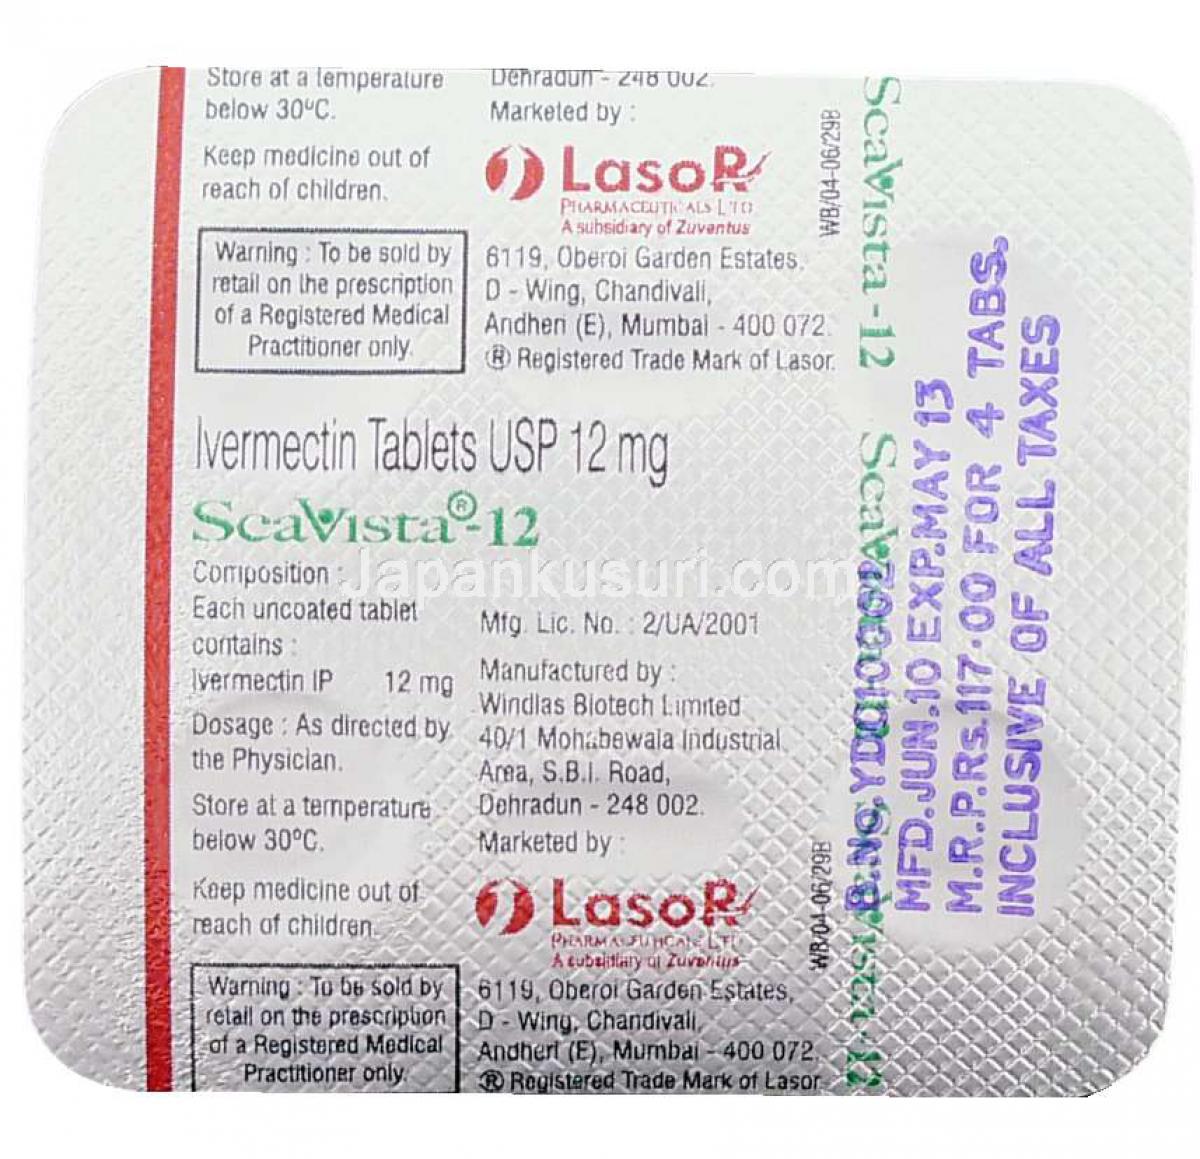 Store at a temperature
below 30°C.
Keep medicine out of
reach of children.
Warning : To be sold by
retail on the prescription
of a Registered Medical
Practitioner only.
Dehradun - 248 002.
Marketed by :
LasoR
PHARMACEUTICALS LTD
A subsidiary of Zuventus
6119, Oberoi Garden Estates,
D - Wing, Chandivali,
Andheri (E), Mumbai - 400 072.
® Registered Trade Mark of Lasor.
Ivermectin Tablets USP 12 mg
ScaVista®-12
Composition :
Each uncoated tablet
contains :
Ivermectin IP 12 mg
Dosage : As directed by
the Physician.
Store at a temperature
below 30°C.
Keep medicine out of
reach of children.
Warning : To be sold by
retail on the prescription
of a Registered Medical
Practitioner only.
Japankusuri.com
Mfg. Lic. No. : 2/UA/2001
Manufactured by :
Windlas Biotech Limited
40/1 Mohabewala Industrial
Area, S.B.I. Road,
Dehradun - 248 002.
Marketed by :
LasoR
PHARMACEUTICALS LTD
A subsidiary of Zuventus
6119, Oberoi Garden Estates,
D - Wing, Chandivali,
Andheri (E), Mumbai - 400 072.
® Registered Trade Mark of Lasor
WB/04-06/29B
WB/04-06/29B
ScaVista - 12
ScaVista - 12
B.No.
MFD.JUN.10 EXP.MAY 13
M.R.P.Rs.117.00 FOR 4 TABS.
INCLUSIVE OF ALL TAXES